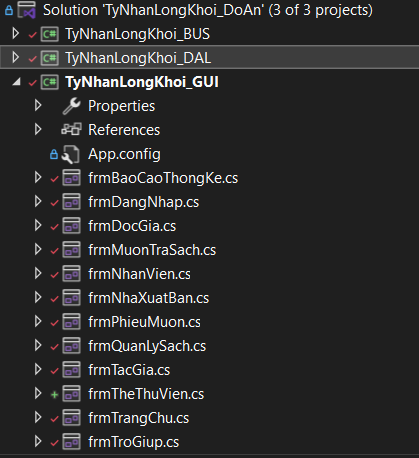 Solution 'TyNhanLongKhoi_DoAn' (3 of 3 projects)
TyNhanLongKhoi_BUS
TyNhanLongKhoi_DAL
TyNhanLongKhoi_GUI
Properties
References
App.config
frmBaoCaoThongKe.cs
frmDangNhap.cs
frmDocGia.cs
frmMuonTraSach.cs
frmNhanVien.cs
frmNhaXuatBan.cs
frmPhieuMuon.cs
frmQuanLySach.cs
frmTacGia.cs
frmTheThuVien.cs
frmTrangChu.cs
frmTroGiup.cs